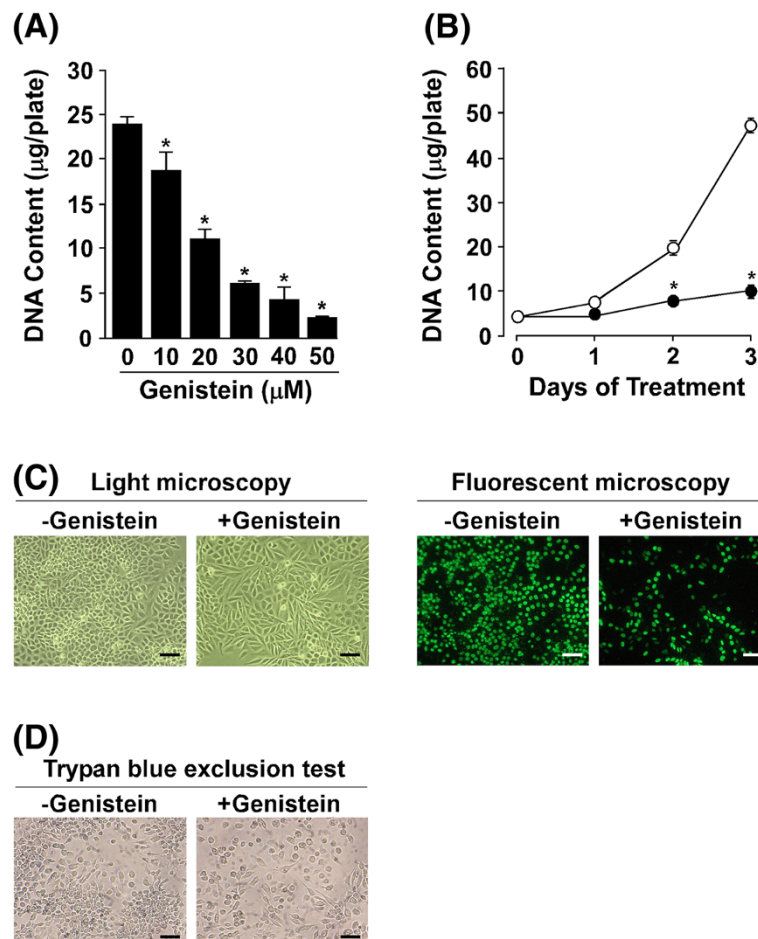 (A)
DNA Content (μg/plate)
30
25
20
15
10
5
0
*
*
*
*
*
0 10 20 30 40 50
Genistein (μM)
(B)
DNA Content (μg/plate)
60
50
40
30
20
10
0
*
*
0 1 2 3
Days of Treatment
(C)
Light microscopy
-Genistein +Genistein
Fluorescent microscopy
-Genistein +Genistein
(D)
Trypan blue exclusion test
-Genistein +Genistein